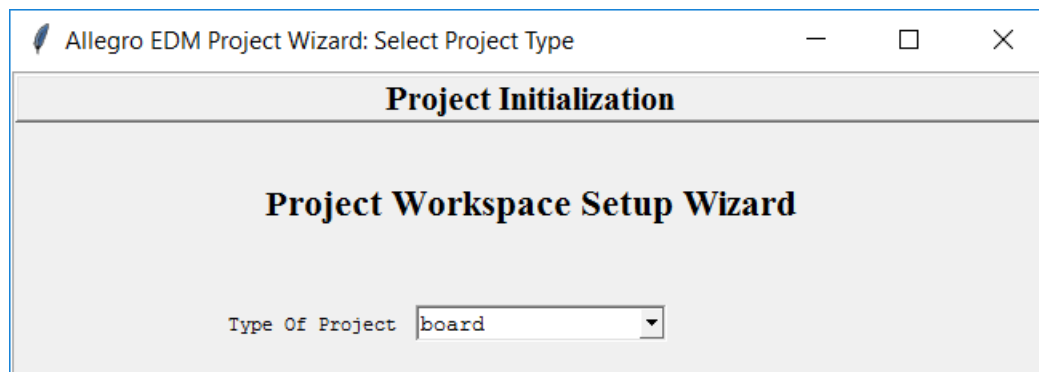 Allegro EDM Project Wizard: Select Project Type
Project Initialization
Project Workspace Setup Wizard
Type Of Project board